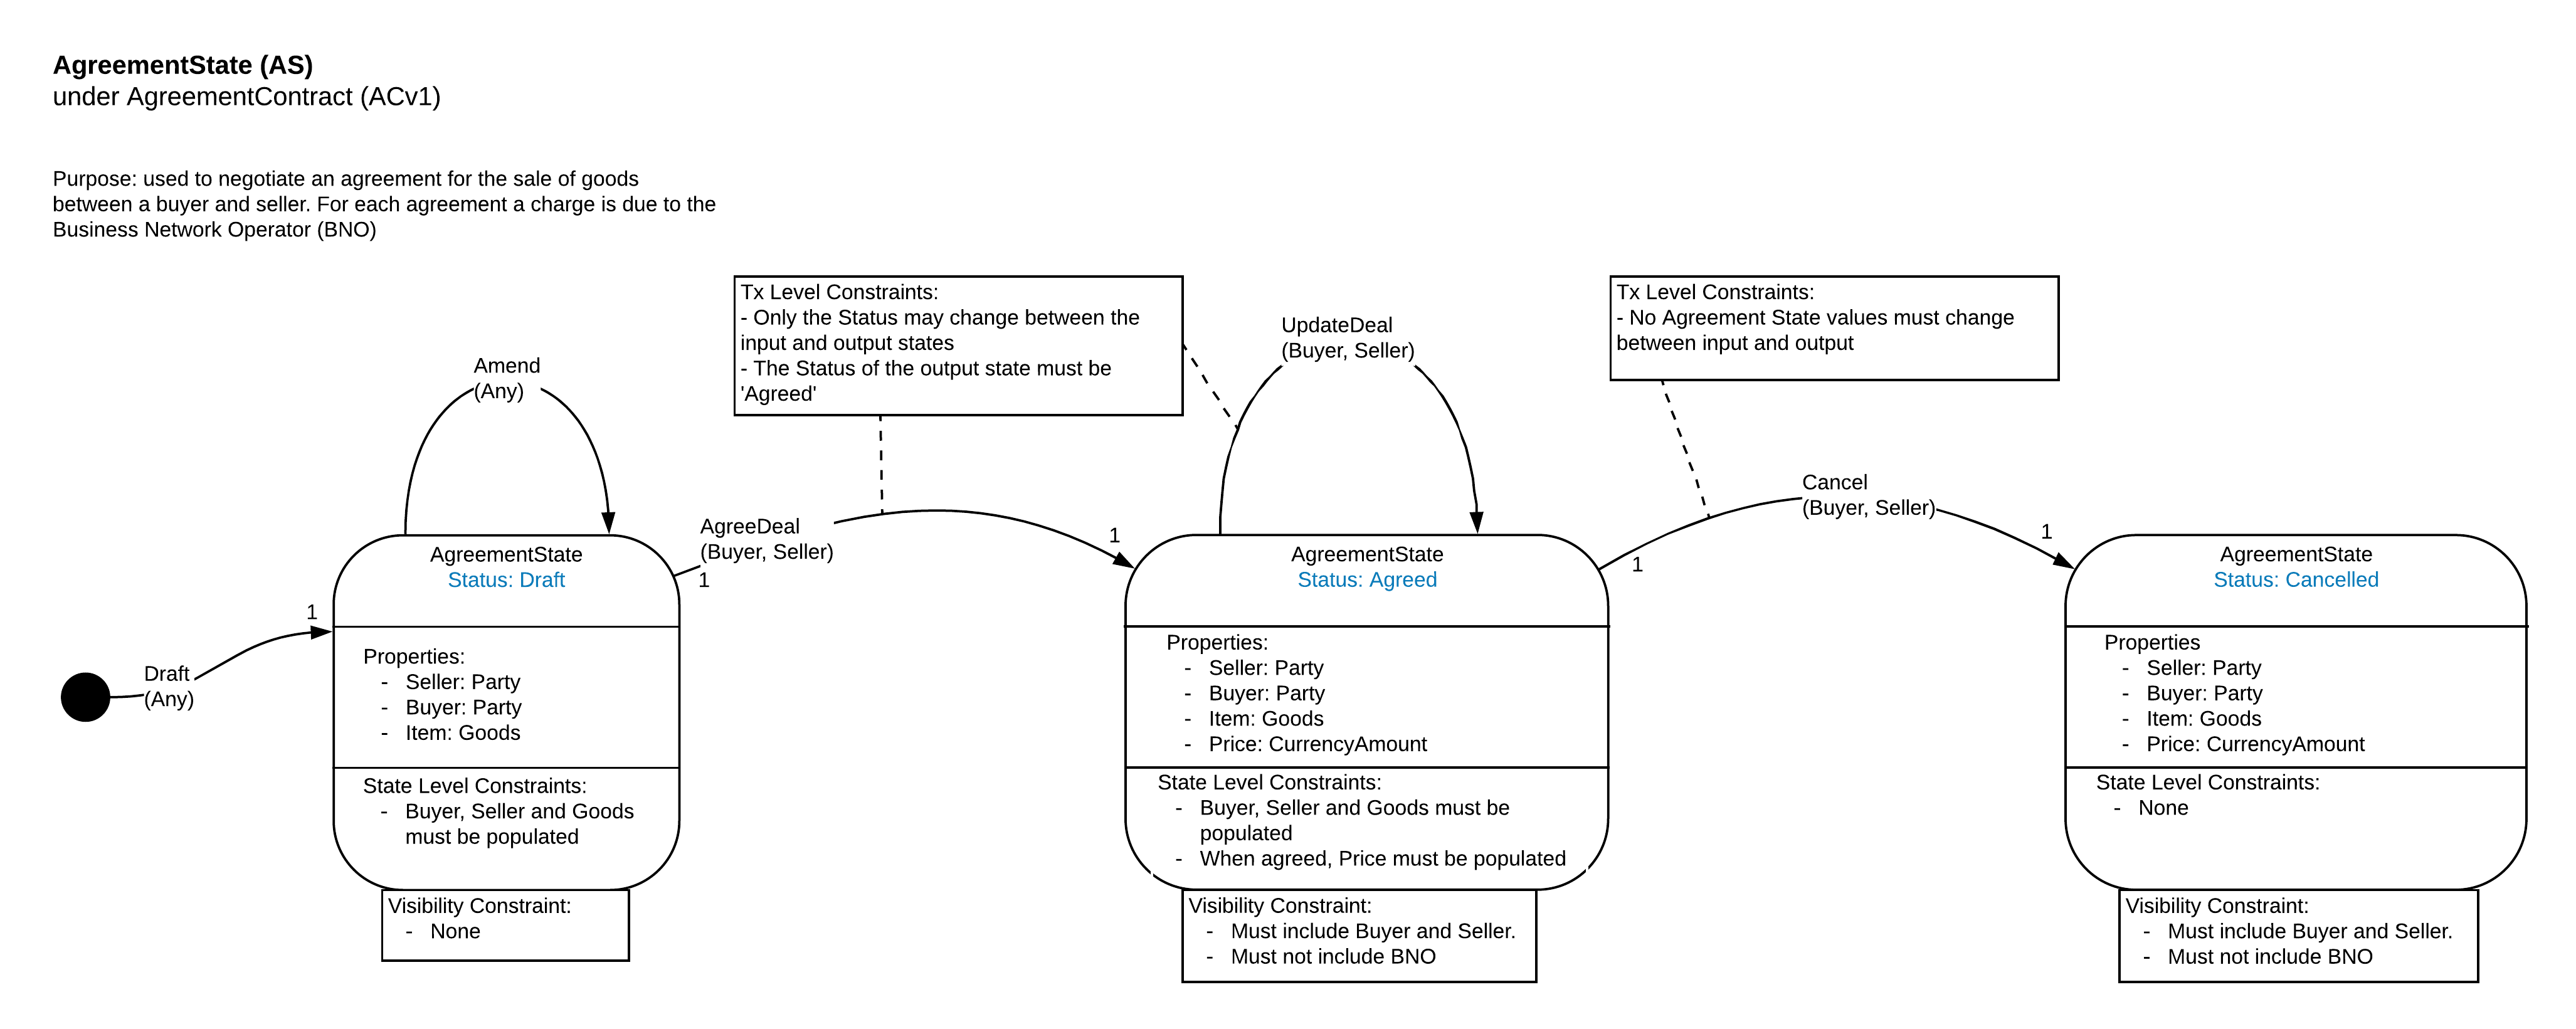 AgreementState (AS)
under AgreementContract (ACv1)
Purpose: used to negotiate an agreement for the sale of goods
between a buyer and seller. For each agreement a charge is due to the
Business Network Operator (BNO)
Tx Level Constraints:
- Only the Status may change between the
input and output states
- The Status of the output state must be
'Agreed'
UpdateDeal
(Buyer, Seller)
Tx Level Constraints:
- No Agreement State values must change
between input and output
Amend
(Any)
AgreeDeal
(Buyer, Seller)
1
1
Cancel
(Buyer, Seller)
1
1
Draft
(Any)
1
AgreementState
Status: Draft
Properties:
- Seller: Party
- Buyer: Party
- Item: Goods
State Level Constraints:
- Buyer, Seller and Goods
must be populated
Visibility Constraint:
- None
AgreementState
Status: Agreed
Properties:
- Seller: Party
- Buyer: Party
- Item: Goods
- Price: CurrencyAmount
State Level Constraints:
- Buyer, Seller and Goods must be
populated
- When agreed, Price must be populated
Visibility Constraint:
- Must include Buyer and Seller.
- Must not include BNO
AgreementState
Status: Cancelled
Properties
- Seller: Party
- Buyer: Party
- Item: Goods
- Price: CurrencyAmount
State Level Constraints:
- None
Visibility Constraint:
- Must include Buyer and Seller.
- Must not include BNO